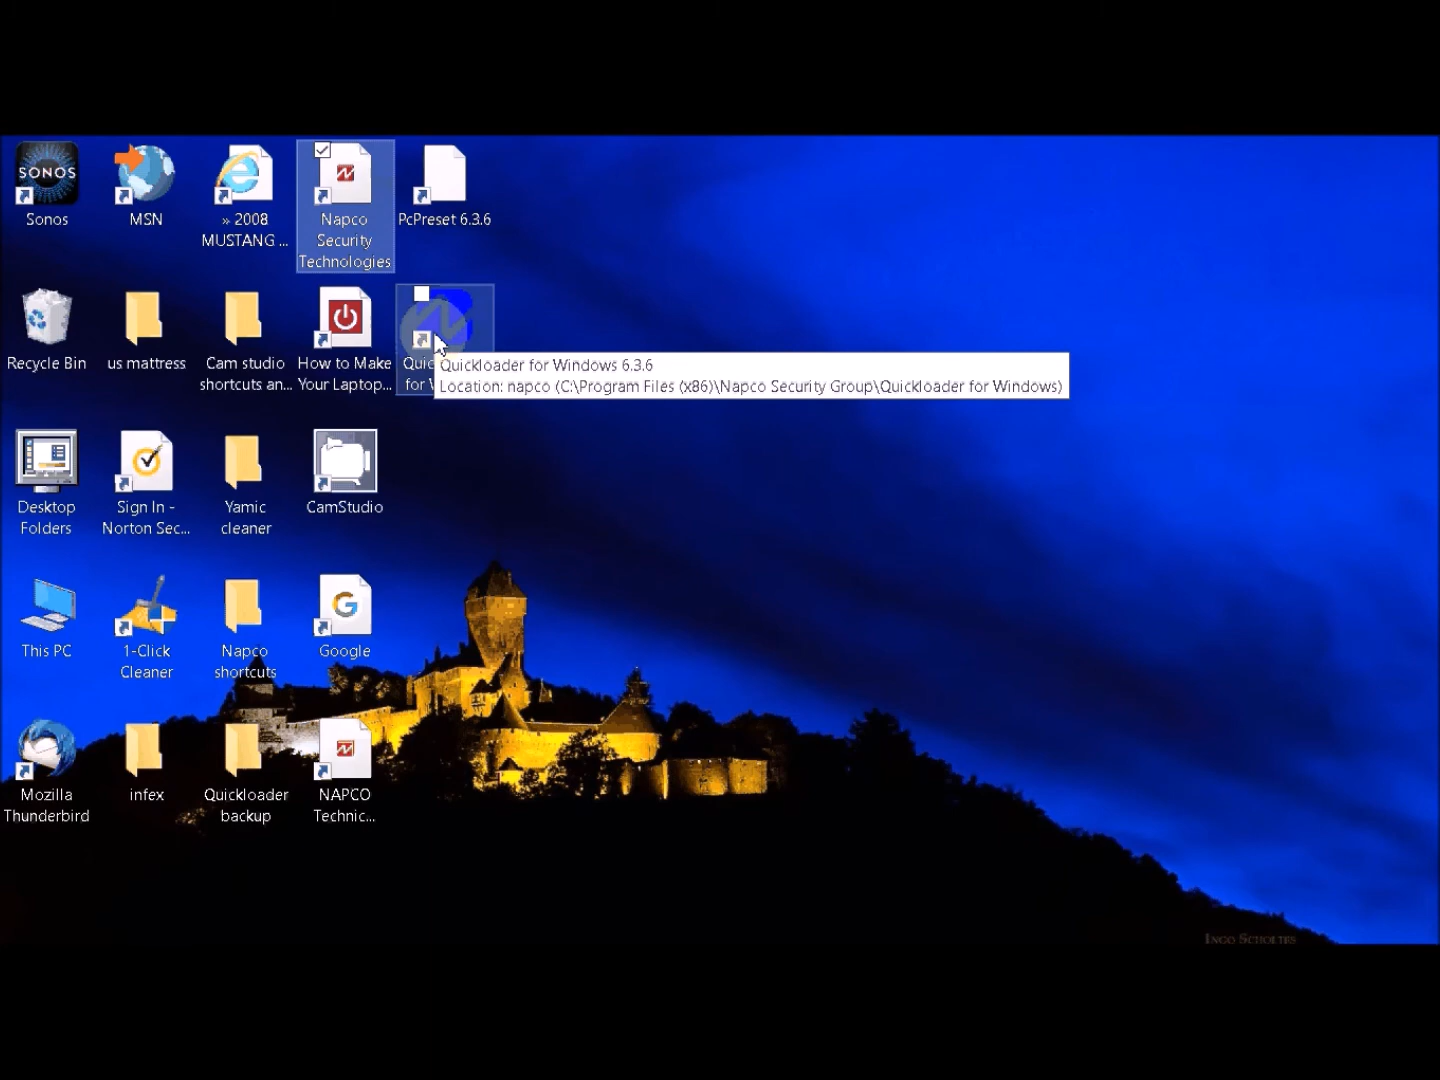 SONOS
Sonos
MSN
» 2008
MUSTANG ...
Napco
Security
Technologies
PcPreset 6.3.6
Recycle Bin
us mattress
Cam studio
shortcuts an...
How to Make
Your Laptop...
Quic
for
Quickloader for Windows 6.3.6
Location: napco (C:\Program Files (x86)\Napco Security Group\Quickloader for Windows)
Desktop
Folders
Sign In -
Norton Sec...
Yamic
cleaner
CamStudio
This PC
1-Click
Cleaner
Napco
shortcuts
Google
Mozilla
Thunderbird
infex
Quickloader
backup
NAPCO
Technic...
INGO SCHOLTES